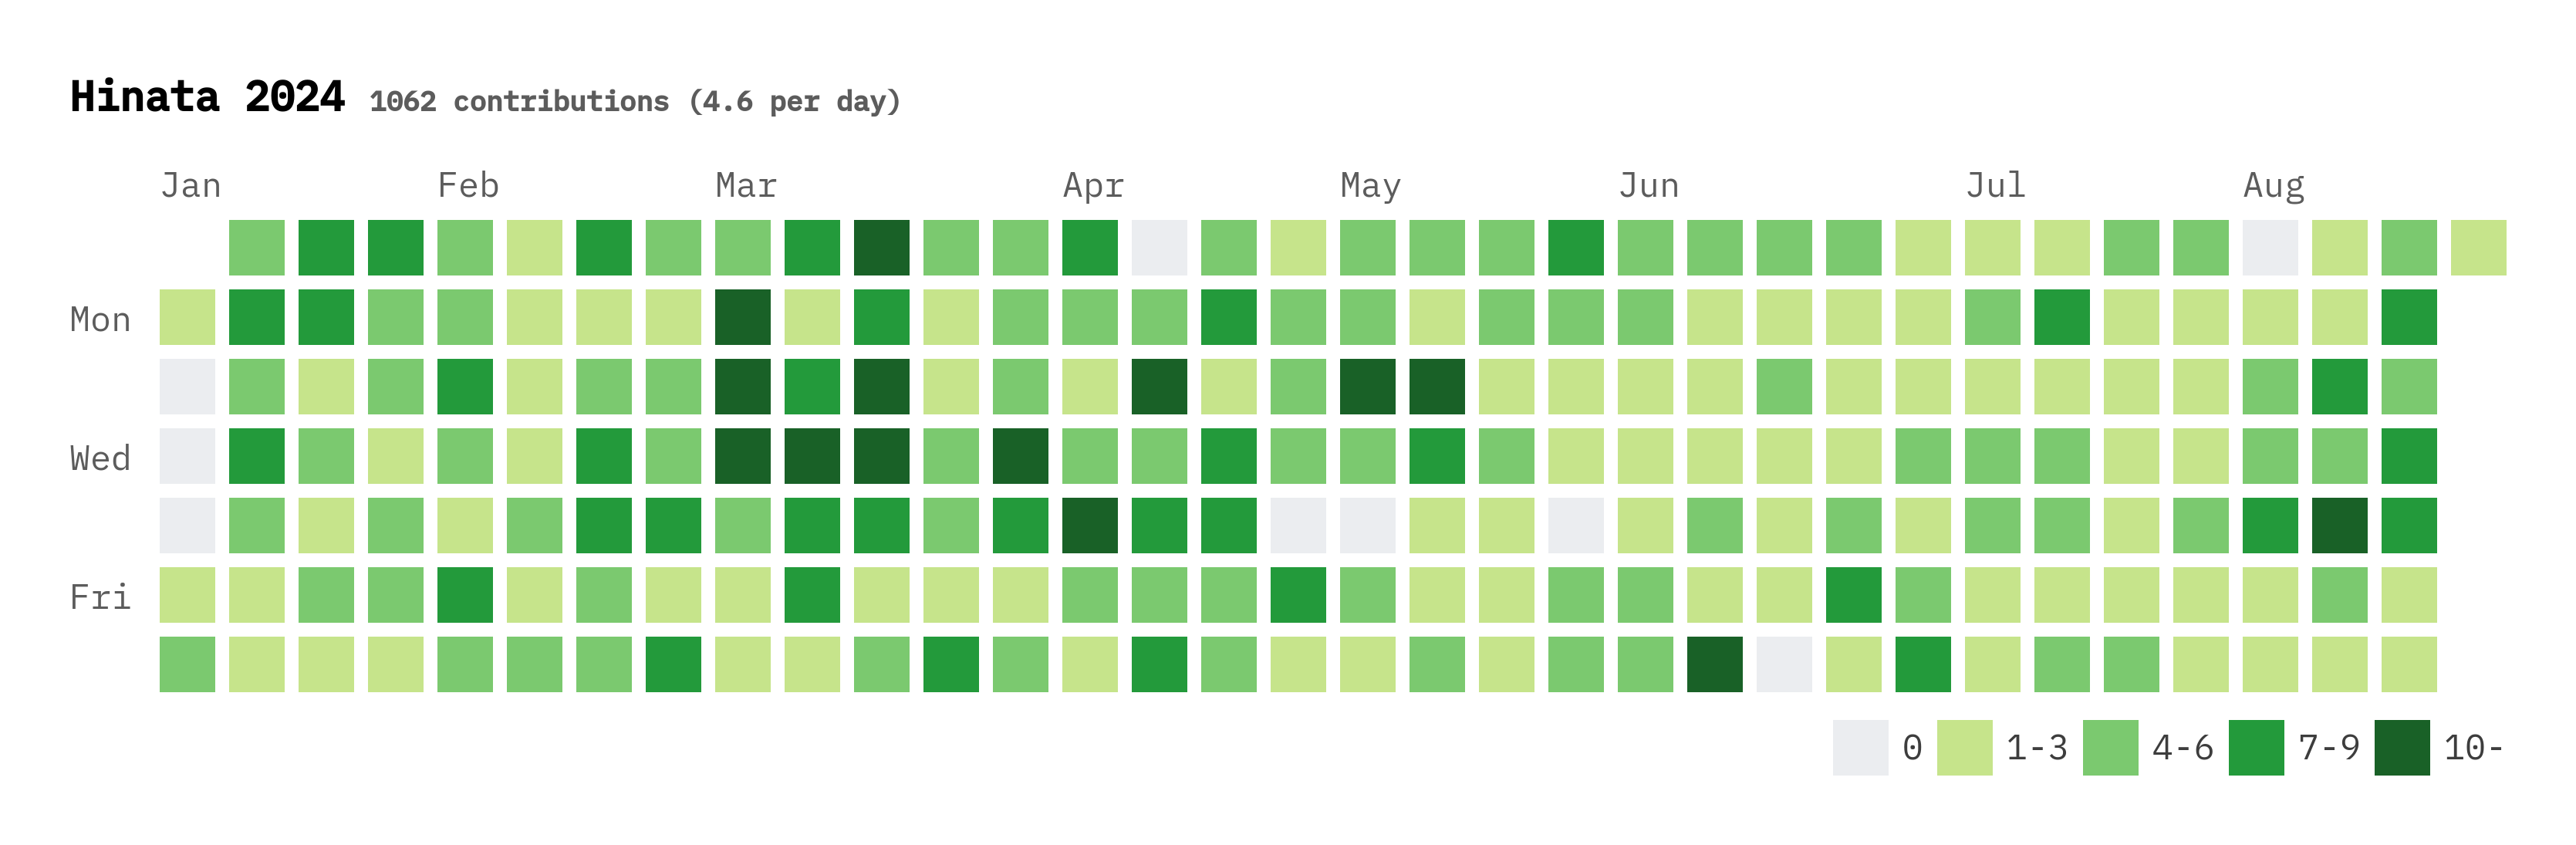 Hinata 2024 1062 contributions (4.6 per day)
Jan Feb Mar Apr May Jun Jul Aug
Mon
Wed
Fri
0 1-3 4-6 7-9 10-